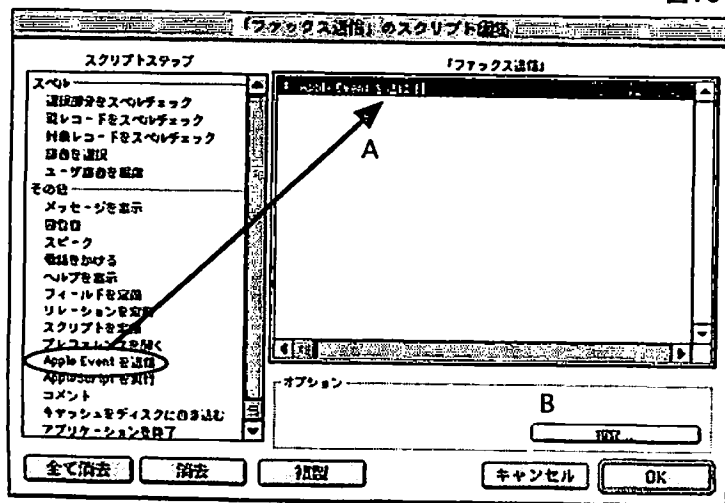 「ファックス送信」のスクリプト編集
スクリプトステップ
スペル
選択部分をスペルチェック
現レコードをスペルチェック
対象レコードをスペルチェック
辞書を選択
ユーザ辞書を編集
その他
メッセージを表示
ビープ
スピーク
電話をかける
ヘルプを表示
フィールドを定義
リレーションを定義
スクリプトを定義
プレファレンスを開く
Apple Event を送信
AppleScript を実行
コメント
キャッシュをディスクに書き込む
アプリケーションを終了
「ファックス送信」
Apple Event を送信 []
A
オプション
B
指定...
全て消去
消去
複製
キャンセル
OK